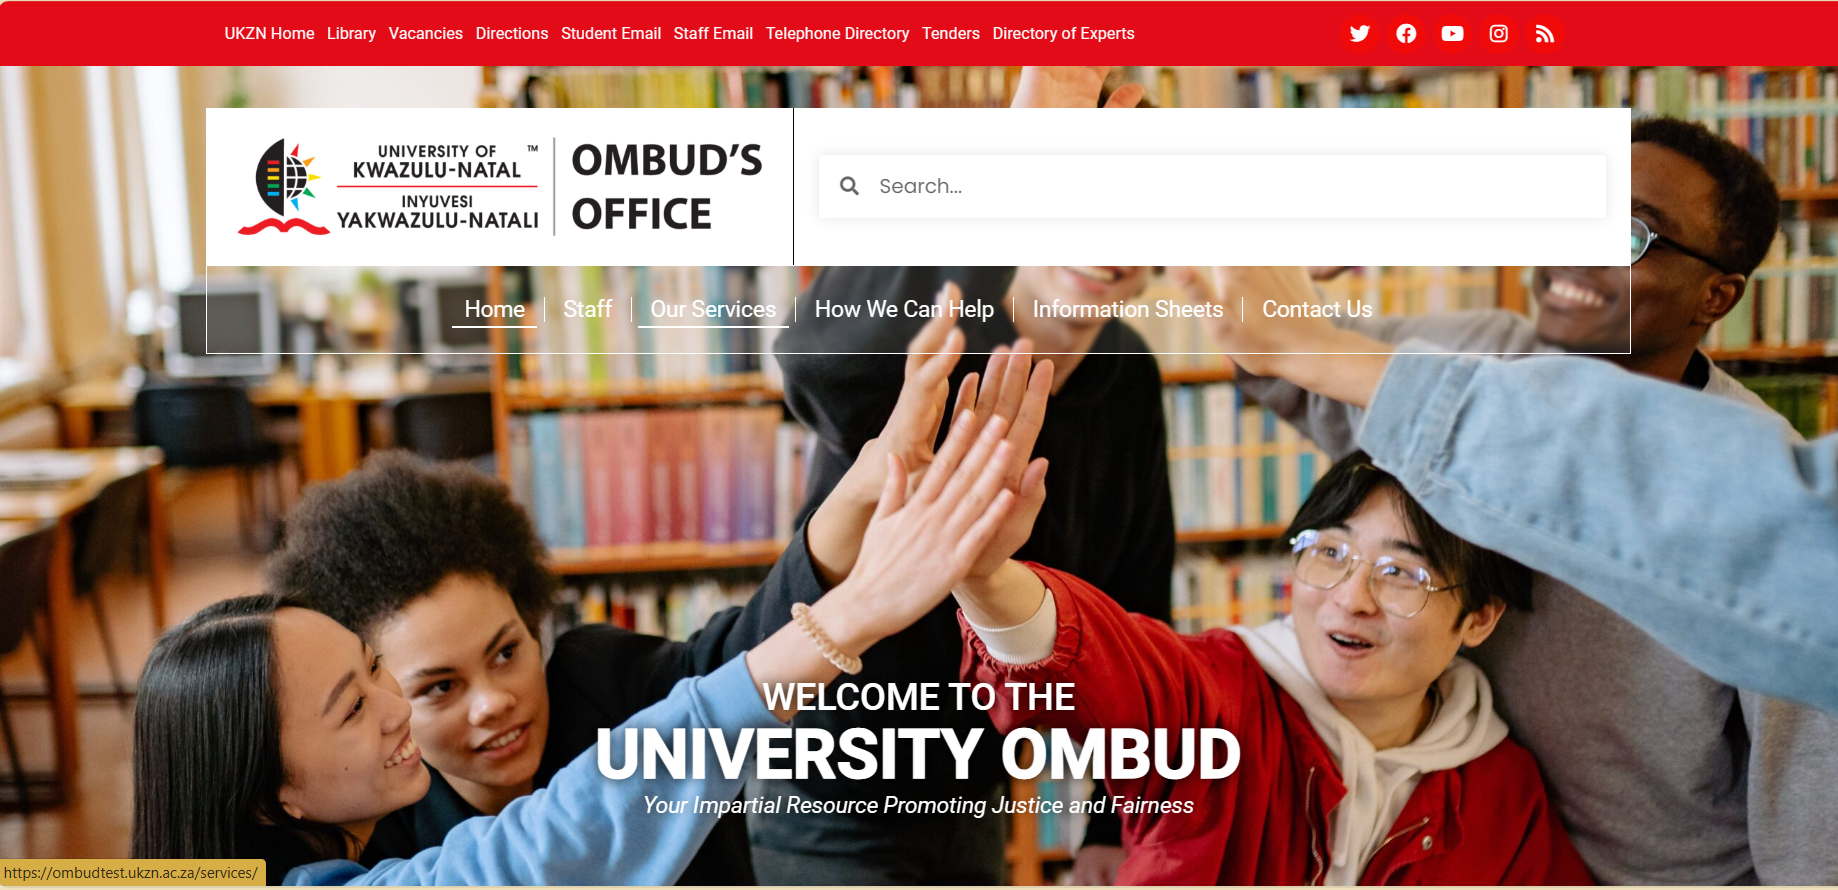 UKZN Home Library Vacancies Directions Student Email Staff Email Telephone Directory Tenders Directory of Experts
UNIVERSITY OF ™
KWAZULU-NATAL
INYUVESI
YAKWAZULU-NATALI
OMBUD'S
OFFICE
Search...
Home Staff Our Services How We Can Help Information Sheets Contact Us
WELCOME TO THE
UNIVERSITY OMBUD
Your Impartial Resource Promoting Justice and Fairness
https://ombudtest.ukzn.ac.za/services/